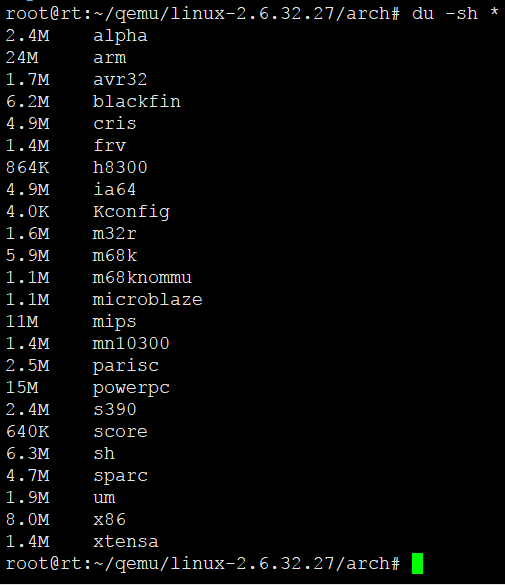 root@rt:~/qemu/linux-2.6.32.27/arch# du -sh *
2.4M    alpha
24M     arm
1.7M    avr32
6.2M    blackfin
4.9M    cris
1.4M    frv
864K    h8300
4.9M    ia64
4.0K    Kconfig
1.6M    m32r
5.9M    m68k
1.1M    m68knommu
1.1M    microblaze
11M     mips
1.4M    mn10300
2.5M    parisc
15M     powerpc
2.4M    s390
640K    score
6.3M    sh
4.7M    sparc
1.9M    um
8.0M    x86
1.4M    xtensa
root@rt:~/qemu/linux-2.6.32.27/arch#